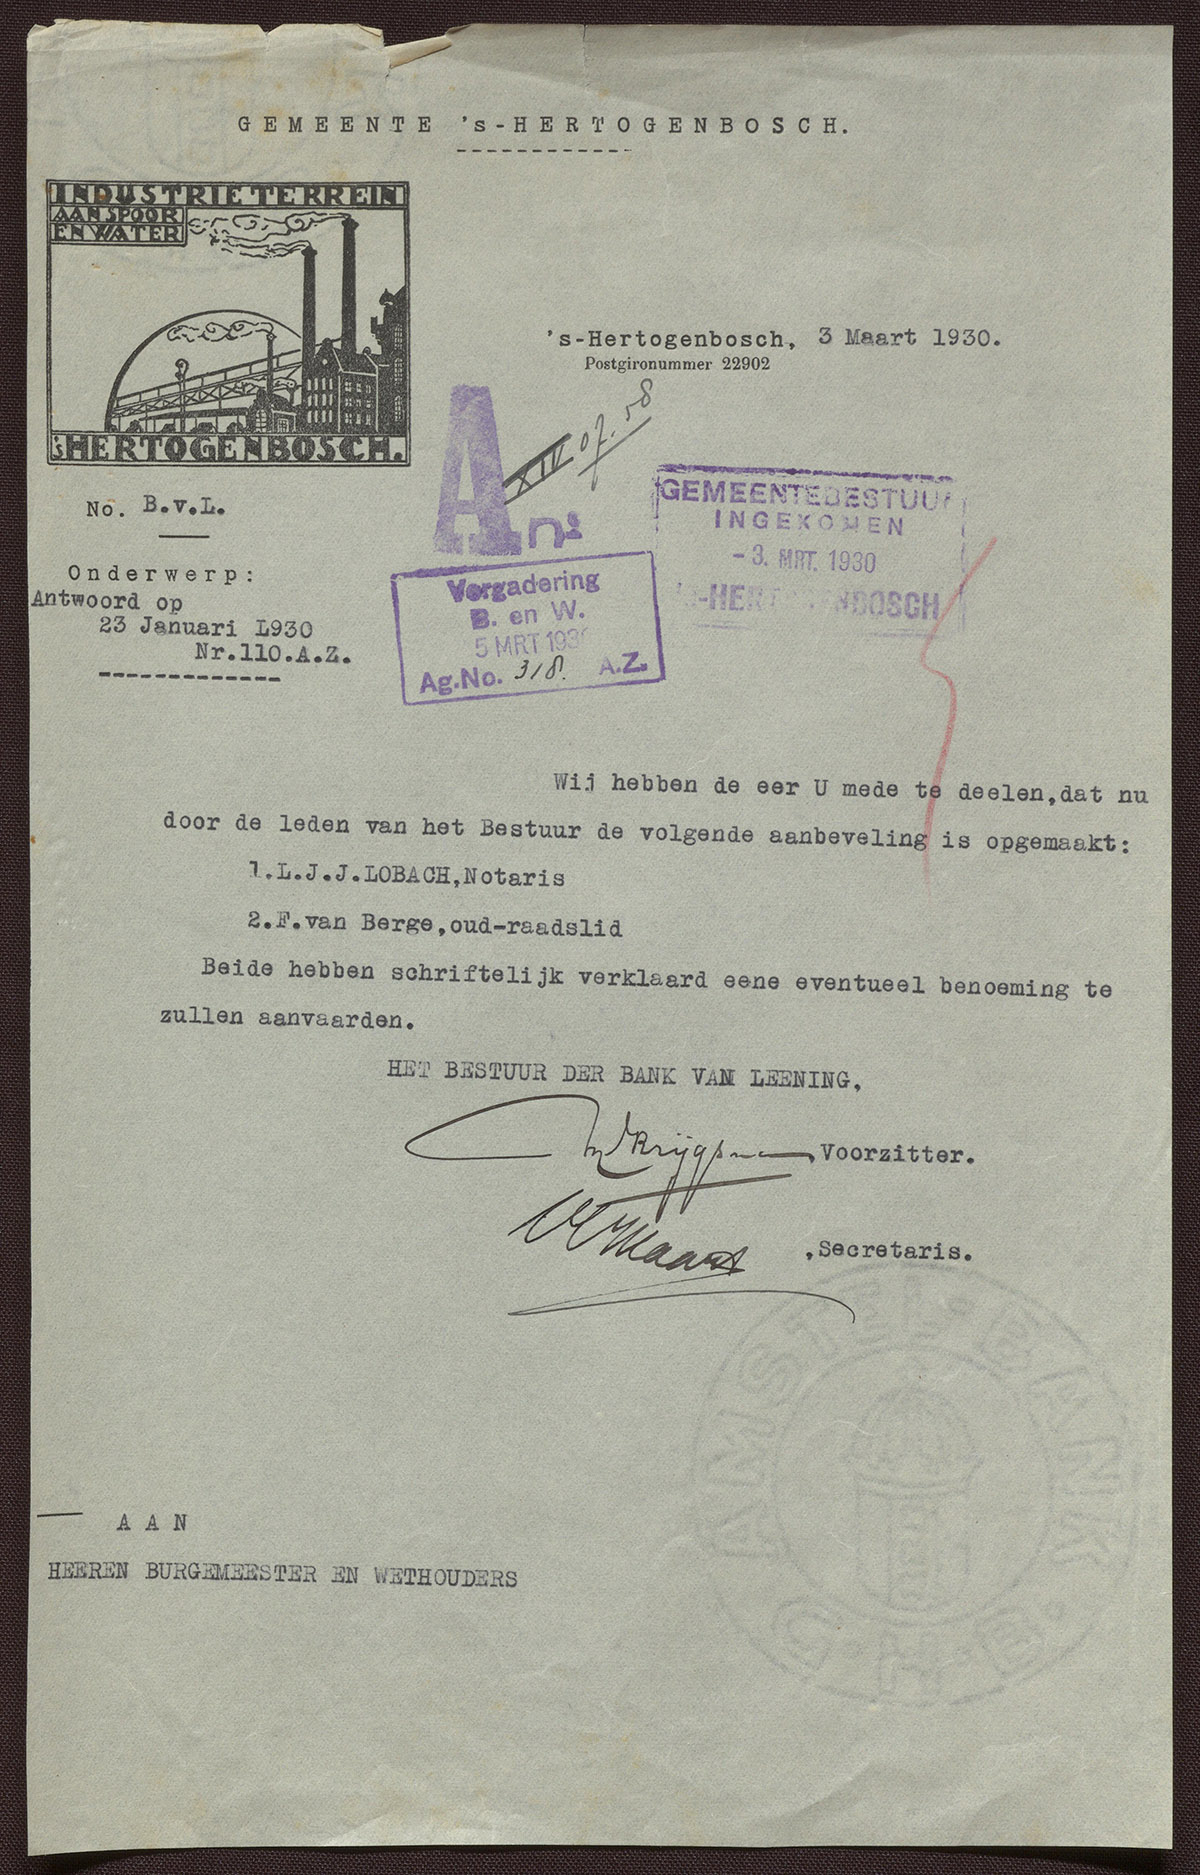 GEMEENTE 's-HERTOGENBOSCH.
INDUSTRIETERREIN
AAN SPOOR
EN WATER
'sHERTOGENBOSCH.
's-Hertogenbosch, 3 Maart 1930.
Postgironummer 22902
A
XIV 07.58
no
No. B.v.L.
GEMEENTEBESTUUR
INGEKOMEN
-3. MRT. 1930
's-HERTOGENBOSCH
Vergadering
B. en W.
5 MRT 1930
Ag.No. 318. A.Z.
Onderwerp:
Antwoord op
23 Januari 1930
Nr.110.A.Z.
Wij hebben de eer U mede te deelen,dat nu
door de leden van het Bestuur de volgende aanbeveling is opgemaakt:
1.L.J.J.LOBACH,Notaris
2.F.van Berge,oud-raadslid
Beide hebben schriftelijk verklaard eene eventueel benoeming te
zullen aanvaarden.
HET BESTUUR DER BANK VAN LEENING,
,Voorzitter.
,Secretaris.
AMSTEL BANK
C.H.B.
AAN
HEEREN BURGEMEESTER EN WETHOUDERS